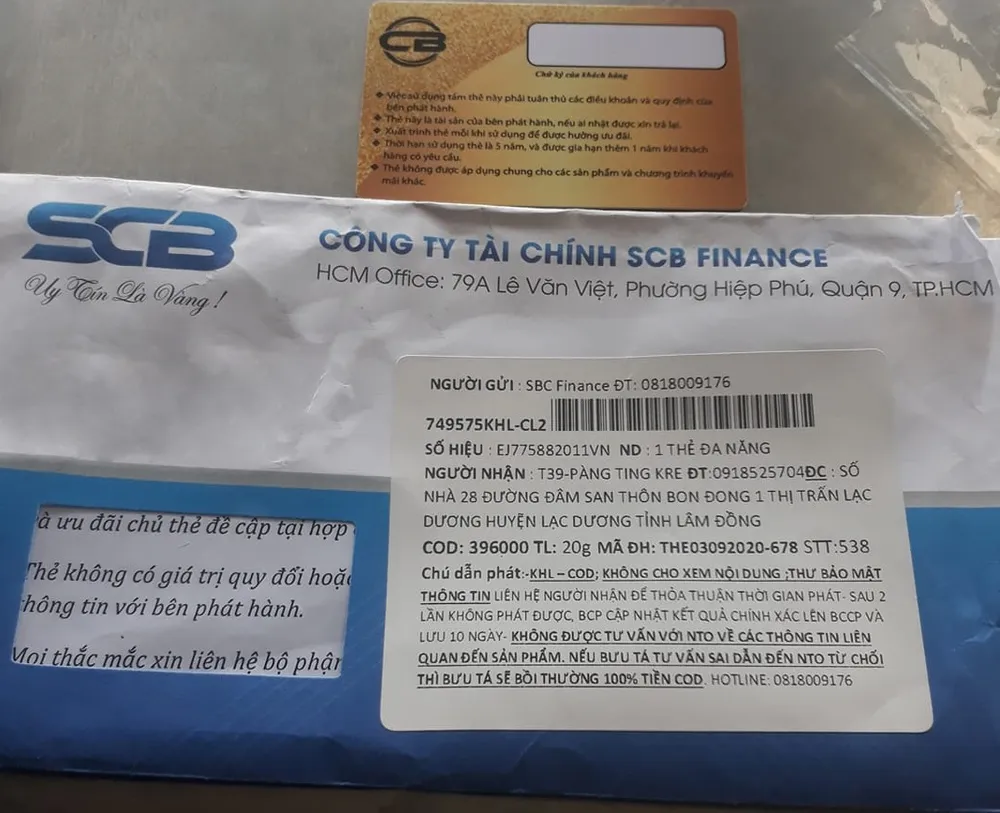 CB
Chữ ký của khách hàng
❖ Việc sử dụng tấm thẻ này phải tuân thủ các điều khoản và quy định của
bên phát hành.
❖ Thẻ này là tài sản của bên phát hành, nếu ai nhặt được xin trả lại.
❖ Xuất trình thẻ mỗi khi sử dụng để được hưởng ưu đãi.
❖ Thời hạn sử dụng thẻ là 5 năm, và được gia hạn thêm 1 năm khi khách
hàng có yêu cầu.
❖ Thẻ không được áp dụng chung cho các sản phẩm và chương trình khuyến
mãi khác.
SCB
Uy Tín Là Vàng!
CÔNG TY TÀI CHÍNH SCB FINANCE
HCM Office: 79A Lê Văn Việt, Phường Hiệp Phú, Quận 9, TP.HCM
NGƯỜI GỬI : SBC Finance ĐT: 0818009176
749575KHL-CL2
SỐ HIỆU : EJ775882011VN ND : 1 THẺ ĐA NĂNG
NGƯỜI NHẬN : T39-PÀNG TING KRE ĐT:0918525704ĐC : SỐ
NHÀ 28 ĐƯỜNG ĐĂM SAN THÔN BON ĐONG 1 THỊ TRẤN LẠC
DƯƠNG HUYỆN LẠC DƯƠNG TỈNH LÂM ĐỒNG
COD: 396000 TL: 20g MÃ ĐH: THE03092020-678 STT:538
Chú dẫn phát:-KHL – COD; KHÔNG CHO XEM NỘI DUNG ;THƯ BẢO MẬT
THÔNG TIN LIÊN HỆ NGƯỜI NHẬN ĐỂ THỎA THUẬN THỜI GIAN PHÁT- SAU 2
LẦN KHÔNG PHÁT ĐƯỢC, BCP CẬP NHẬT KẾT QUẢ CHÍNH XÁC LÊN BCCP VÀ
LƯU 10 NGÀY- KHÔNG ĐƯỢC TƯ VẤN VỚI NTO VỀ CÁC THÔNG TIN LIÊN
QUAN ĐẾN SẢN PHẨM. NẾU BƯU TÁ TƯ VẤN SAI DẪN ĐẾN NTO TỪ CHỐI
THÌ BƯU TÁ SẼ BỒI THƯỜNG 100% TIỀN COD. HOTLINE: 0818009176
à ưu đãi chủ thẻ đề cập tại hợp
Thẻ không có giá trị quy đổi hoặc
thông tin với bên phát hành.
Mọi thắc mắc xin liên hệ bộ phận